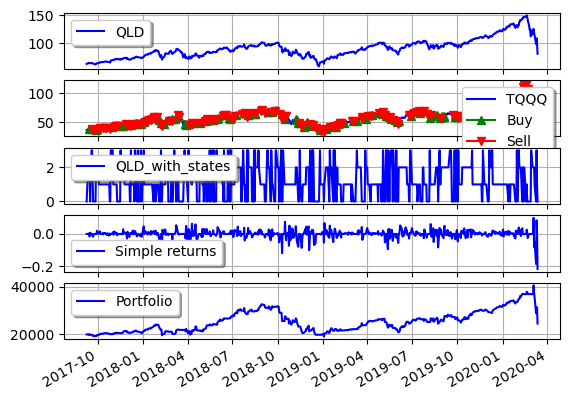 150
QLD
100
100
TQQQ
Buy
50
Sell
QLD_with_states
2
0
0.0
Simple returns
−0.2
40000
Portfolio
20000
2017-10 2018-01 2018-04 2018-07 2018-10 2019-01 2019-04 2019-07 2019-10 2020-01 2020-04